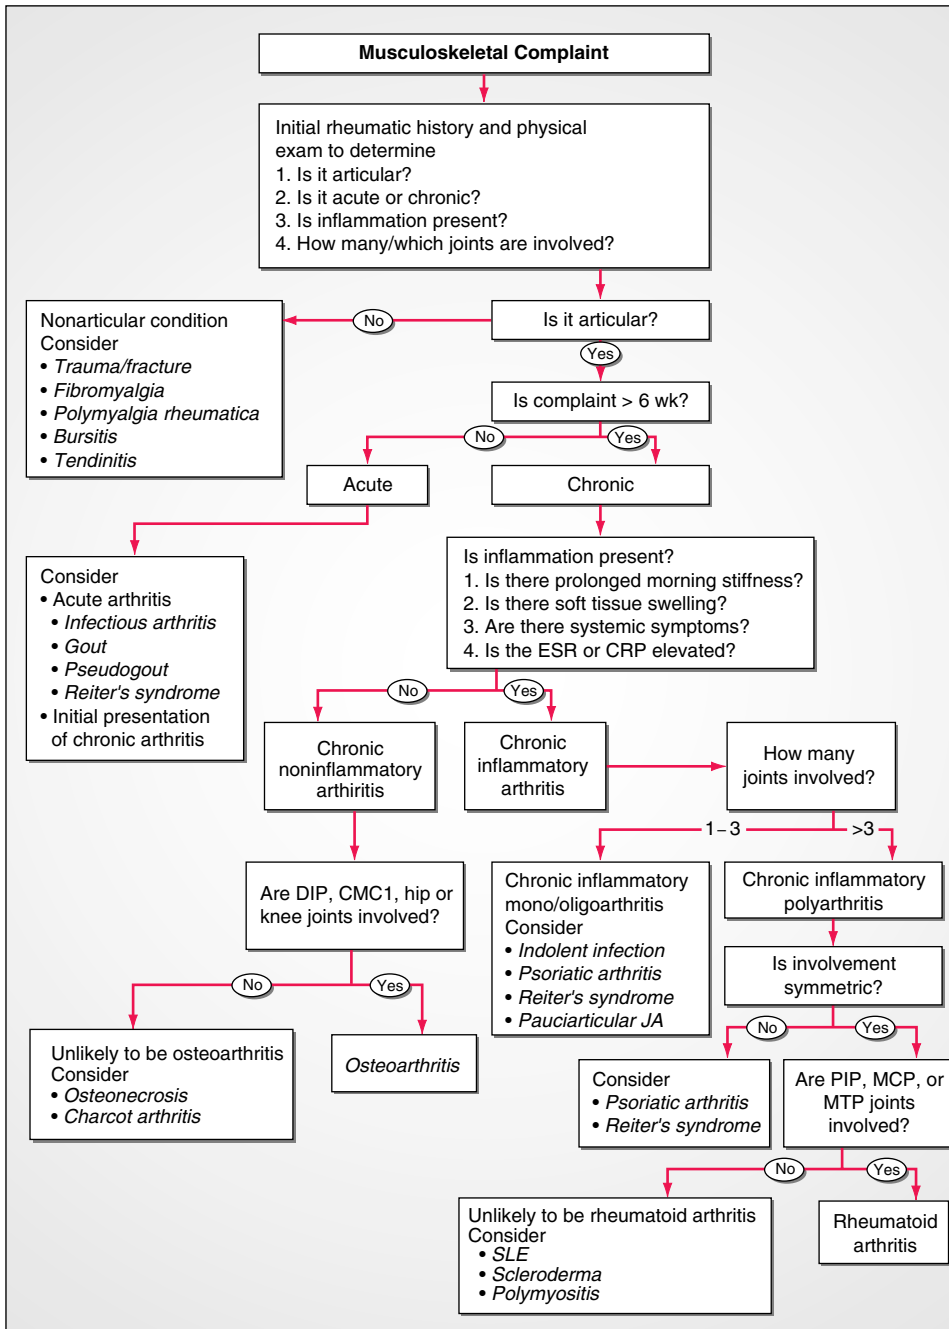 Musculoskeletal Complaint
Initial rheumatic history and physical
exam to determine
1. Is it articular?
2. Is it acute or chronic?
3. Is inflammation present?
4. How many/which joints are involved?
Is it articular?
No
Nonarticular condition
Consider
• Trauma/fracture
• Fibromyalgia
• Polymyalgia rheumatica
• Bursitis
• Tendinitis
Yes
Is complaint > 6 wk?
No
Yes
Acute
Chronic
Consider
• Acute arthritis
• Infectious arthritis
• Gout
• Pseudogout
• Reiter's syndrome
• Initial presentation
of chronic arthritis
Is inflammation present?
1. Is there prolonged morning stiffness?
2. Is there soft tissue swelling?
3. Are there systemic symptoms?
4. Is the ESR or CRP elevated?
No
Yes
Chronic
noninflammatory
arthiritis
Chronic
inflammatory
arthritis
How many
joints involved?
1–3
>3
Are DIP, CMC1, hip or
knee joints involved?
Chronic inflammatory
mono/oligoarthritis
Consider
• Indolent infection
• Psoriatic arthritis
• Reiter's syndrome
• Pauciarticular JA
Chronic inflammatory
polyarthritis
Is involvement
symmetric?
No
Yes
Unlikely to be osteoarthritis
Consider
• Osteonecrosis
• Charcot arthritis
Osteoarthritis
No
Yes
Consider
• Psoriatic arthritis
• Reiter's syndrome
Are PIP, MCP, or
MTP joints
involved?
No
Yes
Unlikely to be rheumatoid arthritis
Consider
• SLE
• Scleroderma
• Polymyositis
Rheumatoid
arthritis